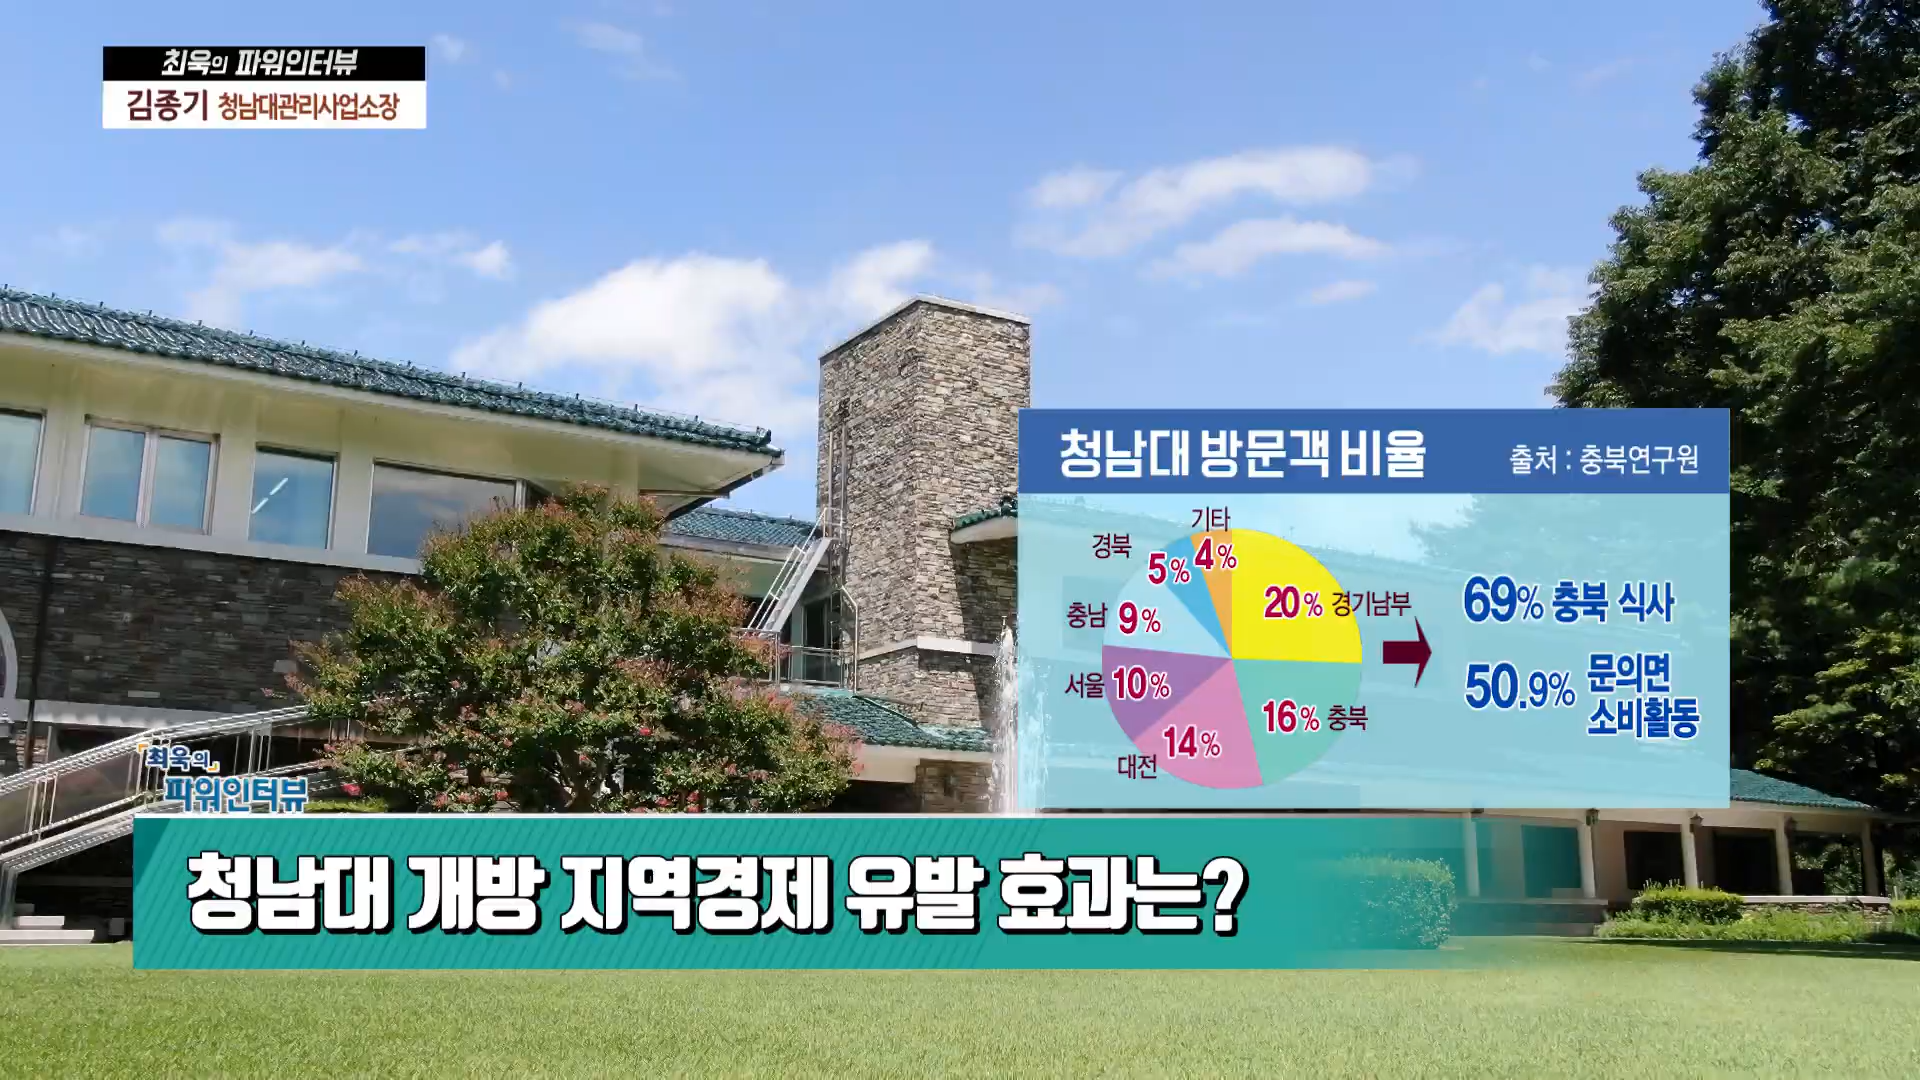 최욱의 파워인터뷰
김종기 청남대관리사업소장
청남대 방문객 비율
출처 : 충북연구원
기타
4%
경북
5%
20% 경기남부
충남 9%
서울 10%
16% 충북
14%
대전
69% 충북 식사
50.9% 문의면
소비활동
최욱의
파워인터뷰
청남대 개방 지역경제 유발 효과는?